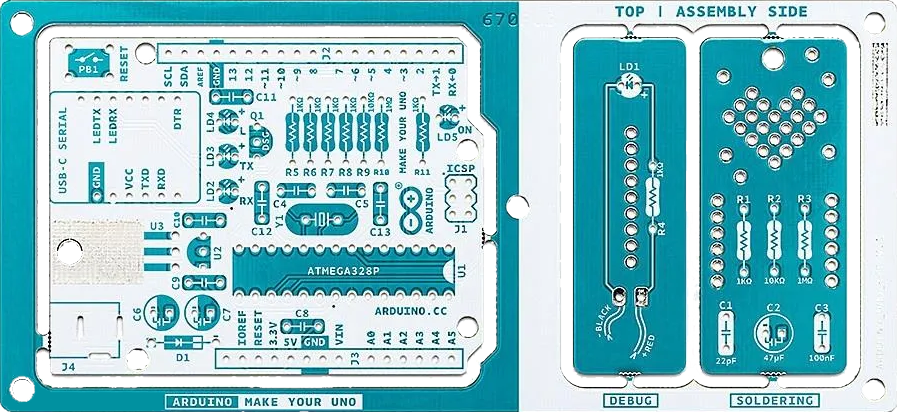 670
TOP | ASSEMBLY SIDE
PB1
RESET
J2
SCL
SDA
AREF
GND
13
12
~11
~10
~9
8
7
~6
~5
4
~3
2
TX→1
RX←0
C11
USB-C SERIAL
LEDTX
LEDRX
DTR
GND
VCC
TXD
RXD
LD4
L
LD3
TX
LD2
RX
Q1
1KΩ
1KΩ
1KΩ
1KΩ
1KΩ
10KΩ
1MΩ
1KΩ
R5 R6 R7 R8 R9 R10
R11
MAKE YOUR UNO
LD5
ON
ICSP
J1
C4
C5
C12
Y1
C13
ARDUINO
®
C10
U3
U2
C9
ATMEGA328P
U1
ARDUINO.CC
C6
C7
C8
D1
J4
IOREF
RESET
3.3V
5V
GND
VIN
J3
A0
A1
A2
A3
A4
A5
ARDUINO MAKE YOUR UNO
LD1
+
1KΩ
R4
-BLACK
+RED
DEBUG
R1 R2 R3
1KΩ 10KΩ 1MΩ
C1 C2 C3
22pF 47µF 100nF
SOLDERING